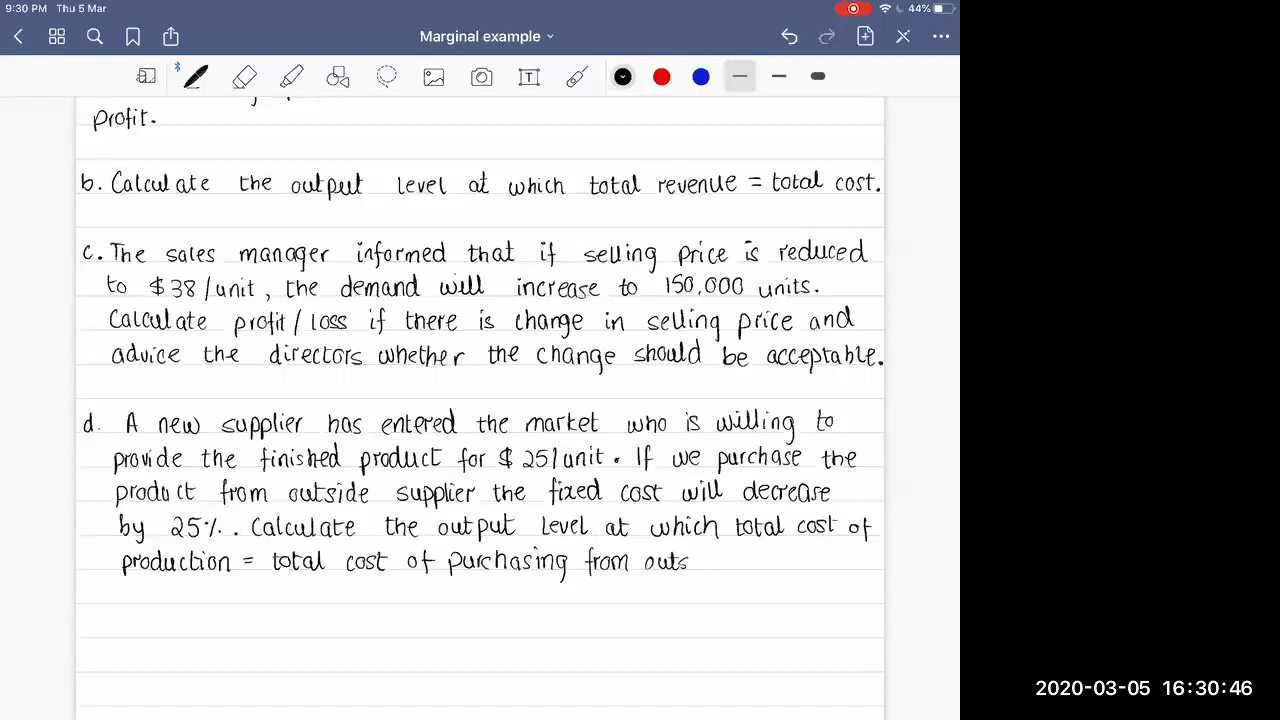 9:30 PM Thu 5 Mar
44%
Marginal example
profit.
b. Calculate the output level at which total revenue = total cost.
c. The sales manager informed that if selling price is reduced
to $38/unit, the demand will increase to 150,000 units.
Calculate profit/loss if there is change in selling price and
advice the directors whether the change should be acceptable.
d. A new supplier has entered the market who is willing to
provide the finished product for $25/unit. If we purchase the
product from outside supplier the fixed cost will decrease
by 25%. Calculate the output level at which total cost of
production = total cost of purchasing from outs
2020-03-05 16:30:46